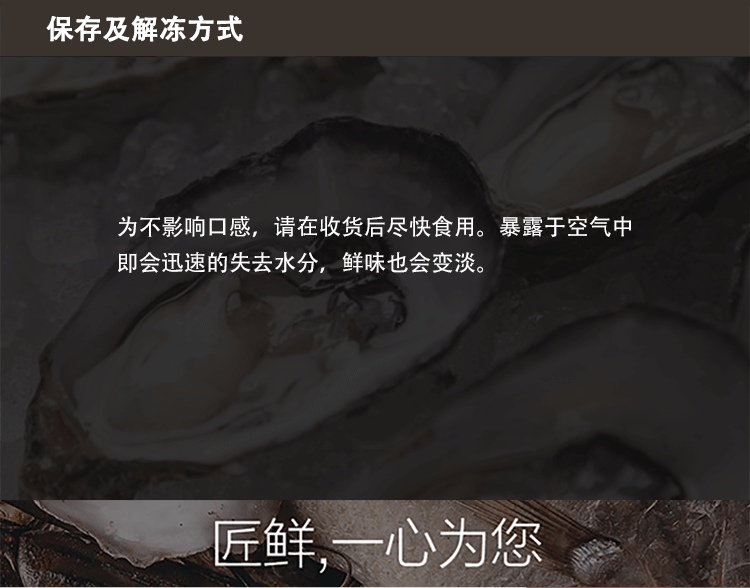 保存及解冻方式
为不影响口感，请在收货后尽快食用。暴露于空气中
即会迅速的失去水分，鲜味也会变淡。
匠鲜,一心为您